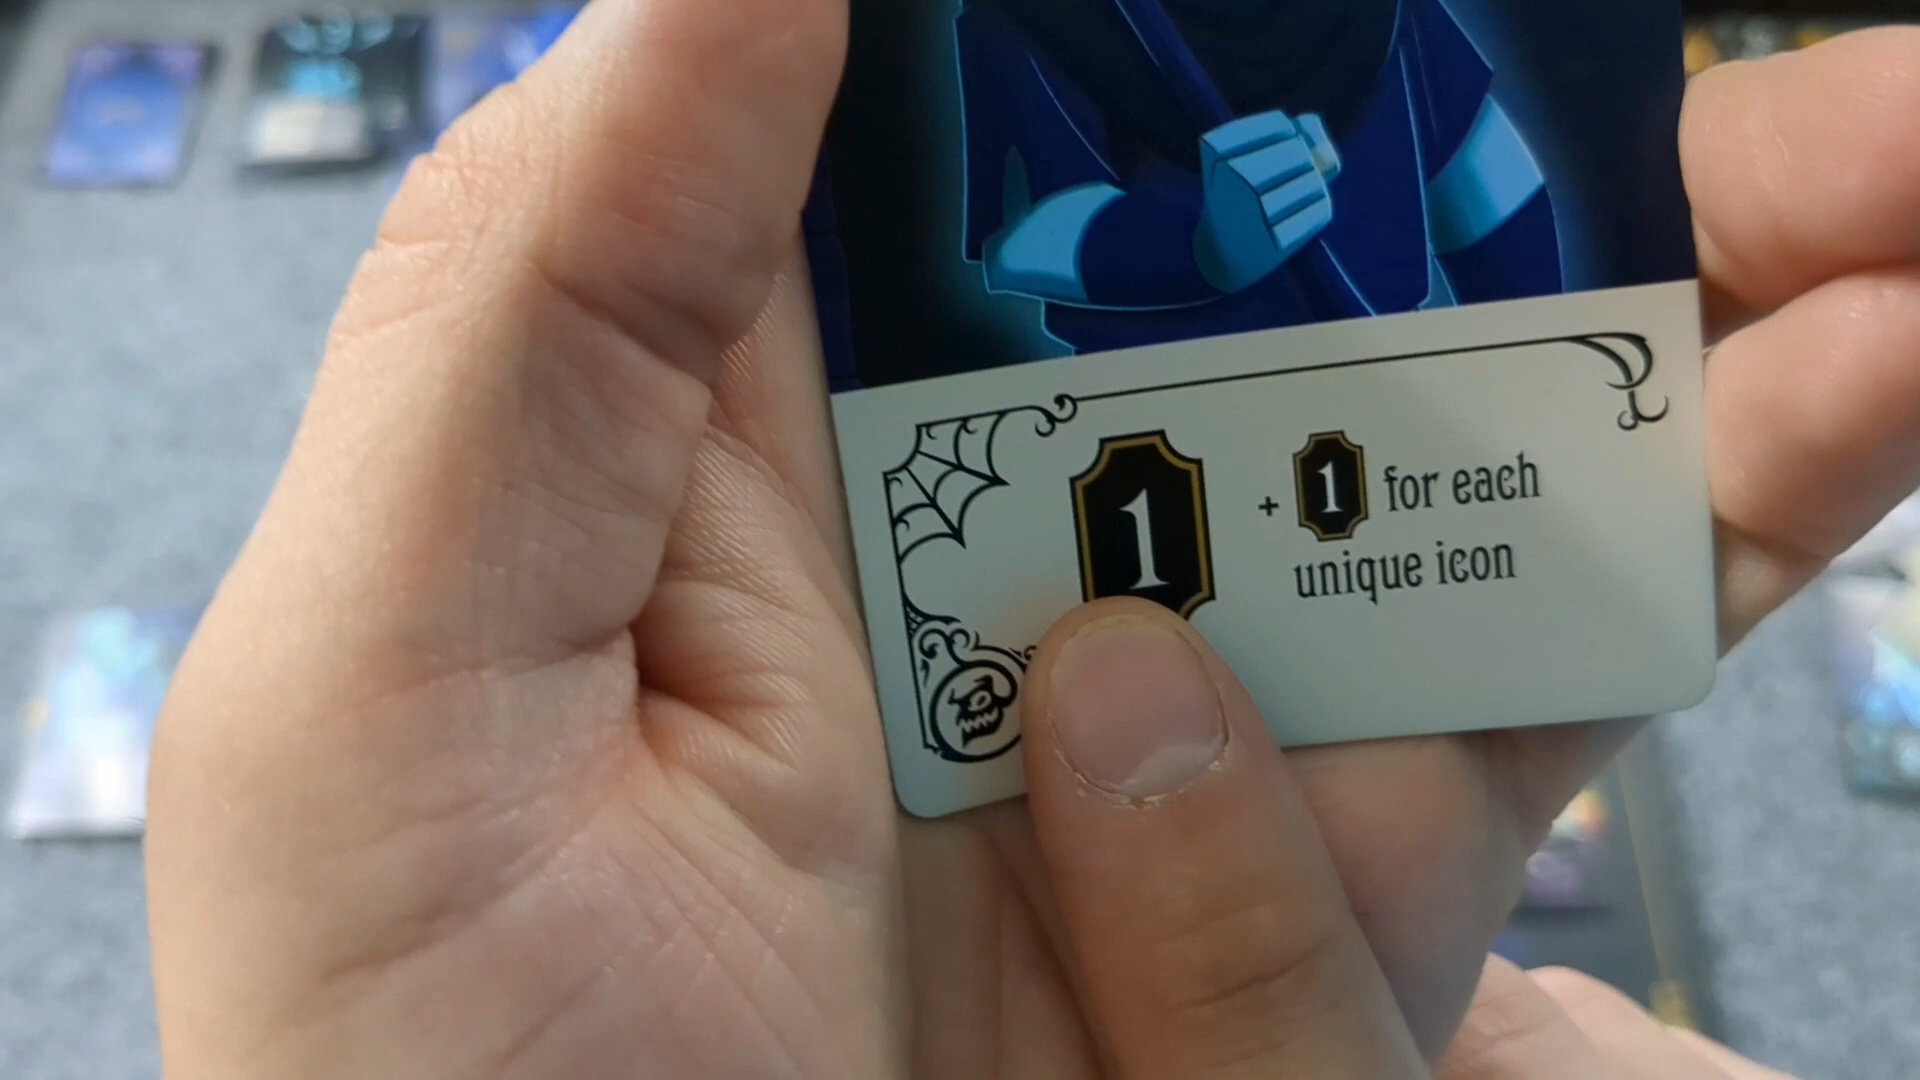 1 + 1 for each
unique icon